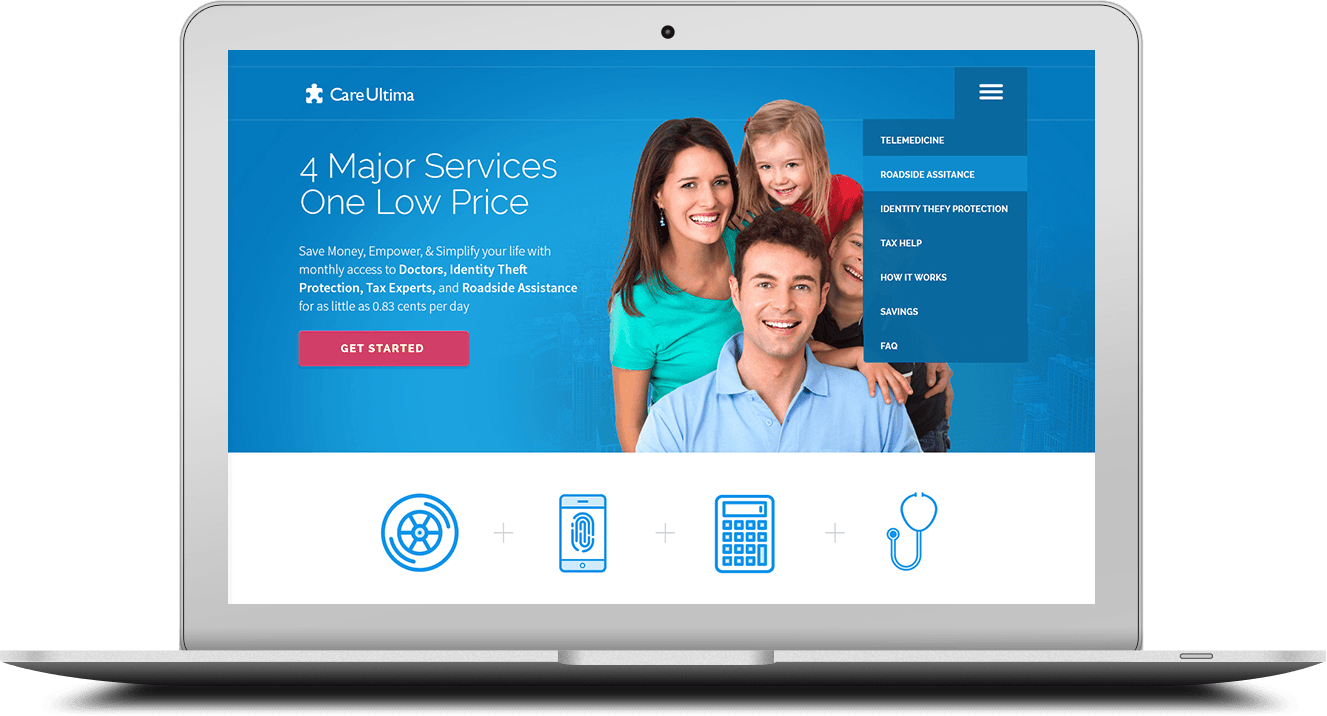 CareUltima
4 Major Services
One Low Price
Save Money, Empower, & Simplify your life with
monthly access to Doctors, Identity Theft
Protection, Tax Experts, and Roadside Assistance
for as little as 0.83 cents per day
GET STARTED
TELEMEDICINE
ROADSIDE ASSITANCE
IDENTITY THEFY PROTECTION
TAX HELP
HOW IT WORKS
SAVINGS
FAQ